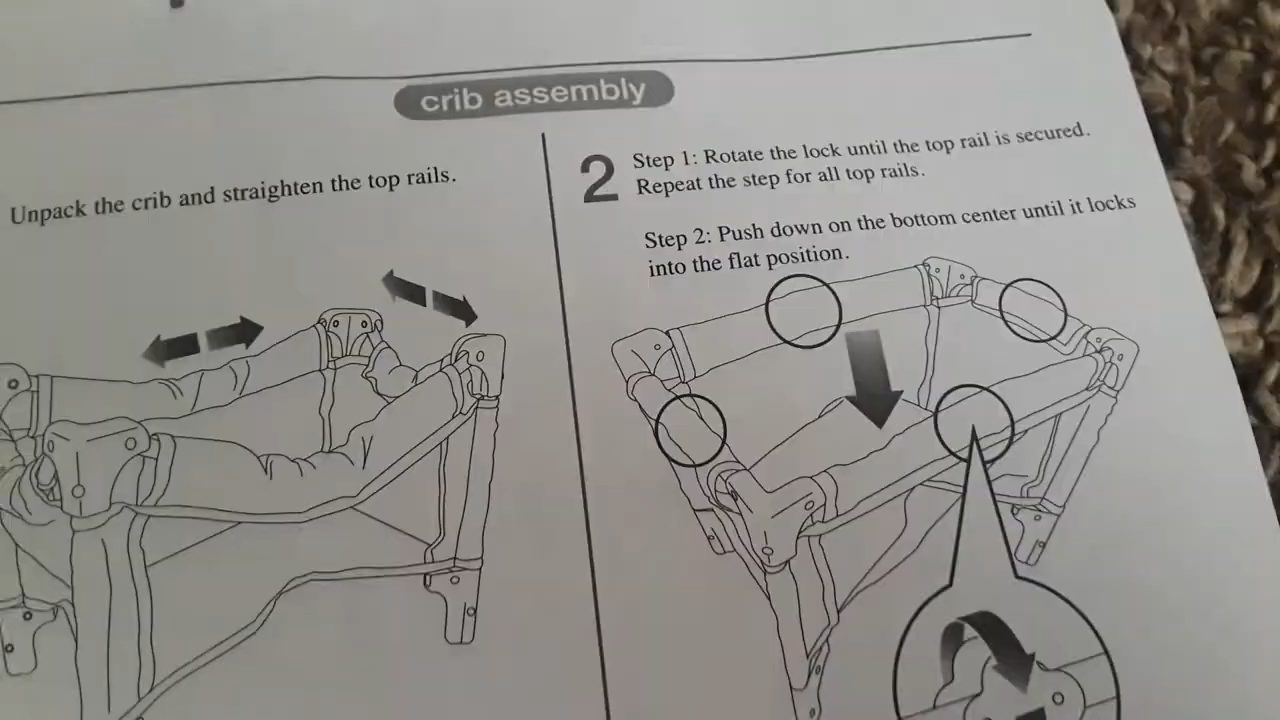 crib assembly
Unpack the crib and straighten the top rails.
2
Step 1: Rotate the lock until the top rail is secured.
Repeat the step for all top rails.
Step 2: Push down on the bottom center until it locks
into the flat position.